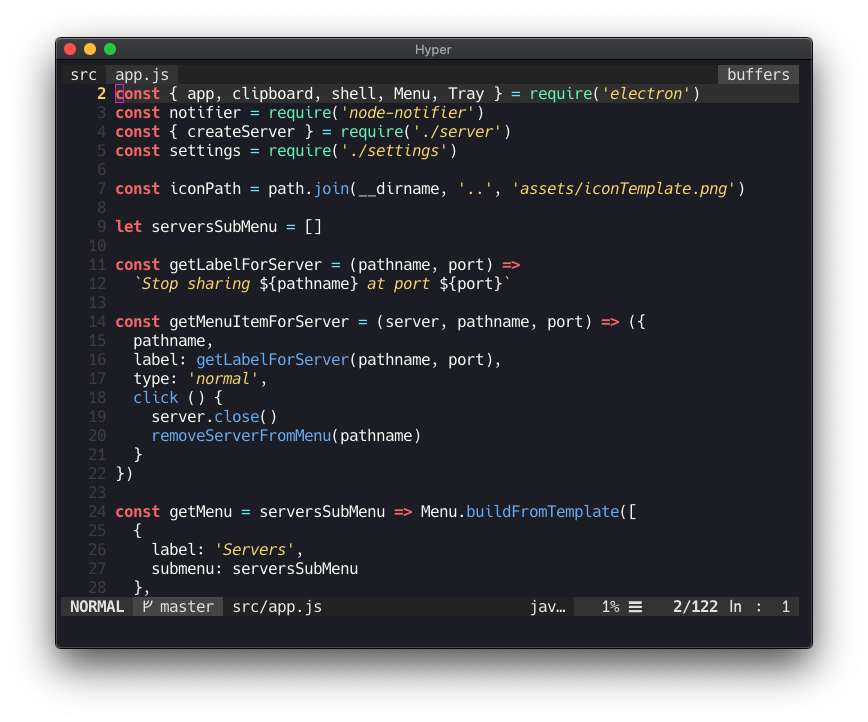 Hyper
src app.js buffers
2 const { app, clipboard, shell, Menu, Tray } = require('electron')
3 const notifier = require('node-notifier')
4 const { createServer } = require('./server')
5 const settings = require('./settings')
6
7 const iconPath = path.join(__dirname, '..', 'assets/iconTemplate.png')
8
9 let serversSubMenu = []
10
11 const getLabelForServer = (pathname, port) =>
12   `Stop sharing ${pathname} at port ${port}`
13
14 const getMenuItemForServer = (server, pathname, port) => ({
15   pathname,
16   label: getLabelForServer(pathname, port),
17   type: 'normal',
18   click () {
19     server.close()
20     removeServerFromMenu(pathname)
21   }
22 })
23
24 const getMenu = serversSubMenu => Menu.buildFromTemplate([
25   {
26     label: 'Servers',
27     submenu: serversSubMenu
28   },
NORMAL master src/app.js jav… 1% ☰ 2/122 ln : 1